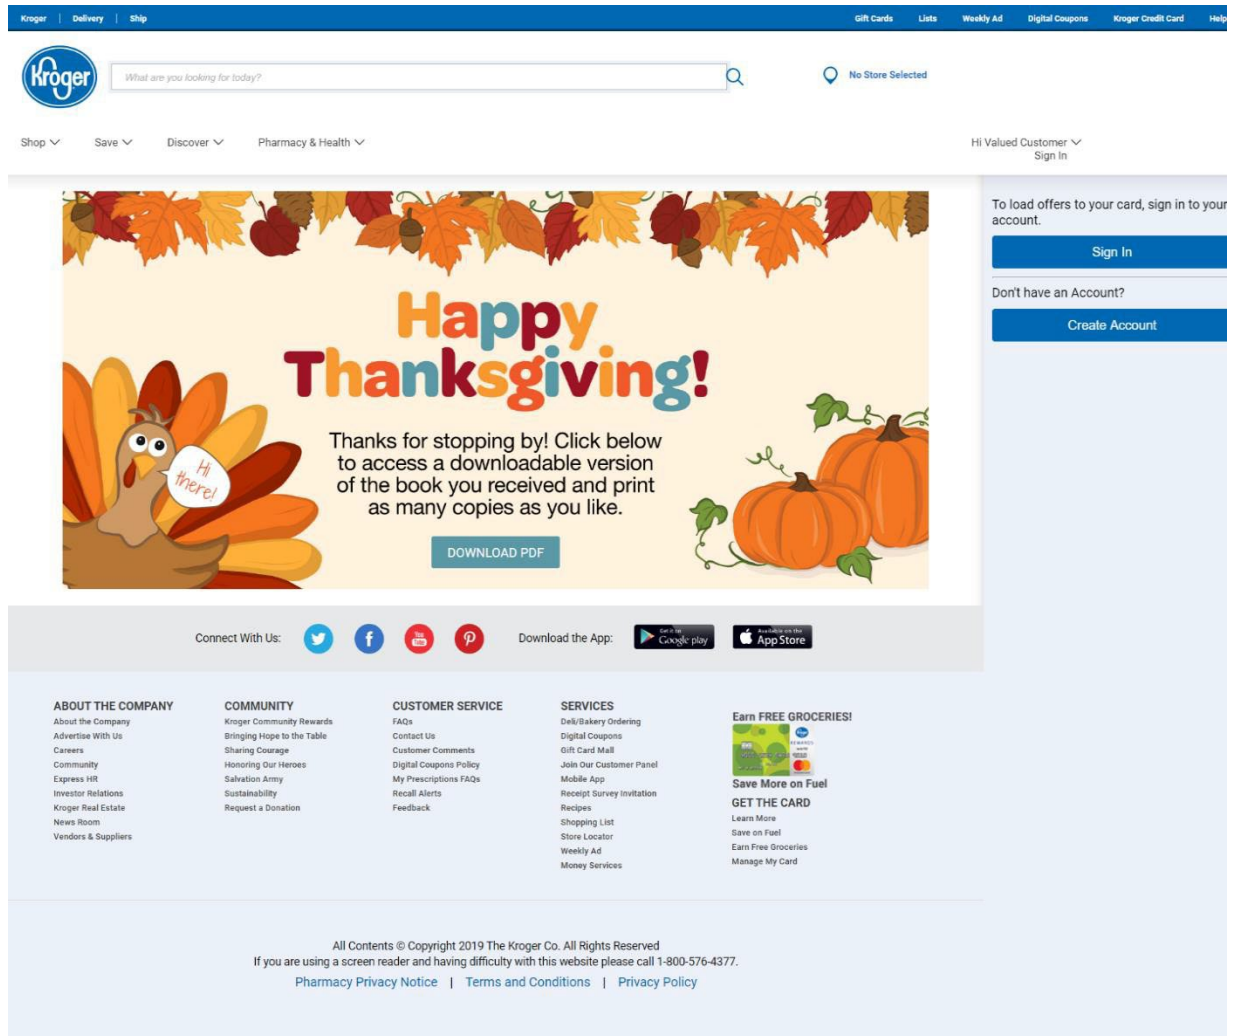 Kroger | Delivery | Ship
Gift Cards Lists Weekly Ad Digital Coupons Kroger Credit Card Help
Kroger
What are you looking for today?
No Store Selected
Shop Save Discover Pharmacy & Health
Hi Valued Customer
Sign In
Happy
Thanksgiving!
Thanks for stopping by! Click below
to access a downloadable version
of the book you received and print
as many copies as you like.
DOWNLOAD PDF
Hi
there!
To load offers to your card, sign in to your
account.
Sign In
Don't have an Account?
Create Account
Connect With Us:
You
Tube
Download the App:
Get it on
Google play
Available on the
App Store
ABOUT THE COMPANY
About the Company
Advertise With Us
Careers
Community
Express HR
Investor Relations
Kroger Real Estate
News Room
Vendors & Suppliers
COMMUNITY
Kroger Community Rewards
Bringing Hope to the Table
Sharing Courage
Honoring Our Heroes
Salvation Army
Sustainability
Request a Donation
CUSTOMER SERVICE
FAQs
Contact Us
Customer Comments
Digital Coupons Policy
My Prescriptions FAQs
Recall Alerts
Feedback
SERVICES
Deli/Bakery Ordering
Digital Coupons
Gift Card Mall
Join Our Customer Panel
Mobile App
Receipt Survey Invitation
Recipes
Shopping List
Store Locator
Weekly Ad
Money Services
Earn FREE GROCERIES!
REWARDS
Save More on Fuel
GET THE CARD
Learn More
Save on Fuel
Earn Free Groceries
Manage My Card
All Contents © Copyright 2019 The Kroger Co. All Rights Reserved
If you are using a screen reader and having difficulty with this website please call 1-800-576-4377.
Pharmacy Privacy Notice | Terms and Conditions | Privacy Policy